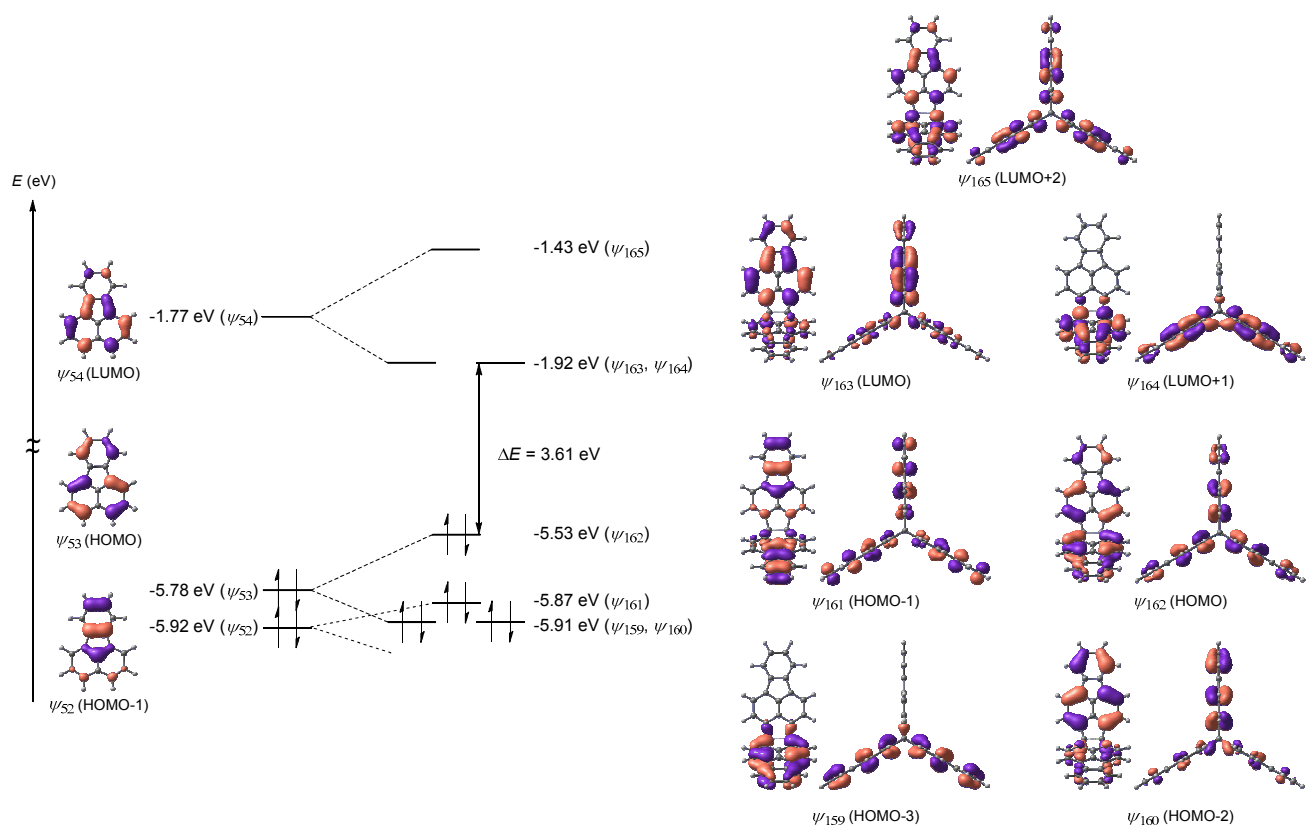 ψ165 (LUMO+2)
E (eV)
-1.43 eV (ψ165)
-1.77 eV (ψ54)
ψ54 (LUMO)
-1.92 eV (ψ163, ψ164)
ψ163 (LUMO)
ψ164 (LUMO+1)
≈
ΔE = 3.61 eV
ψ53 (HOMO)
-5.53 eV (ψ162)
-5.78 eV (ψ53)
-5.87 eV (ψ161)
-5.92 eV (ψ52)
-5.91 eV (ψ159, ψ160)
ψ52 (HOMO-1)
ψ161 (HOMO-1)
ψ162 (HOMO)
ψ159 (HOMO-3)
ψ160 (HOMO-2)